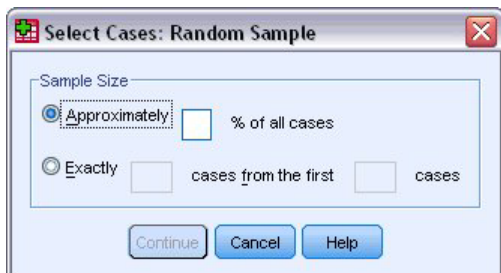 Select Cases: Random Sample
Sample Size
Approximately % of all cases
Exactly cases from the first cases
Continue Cancel Help